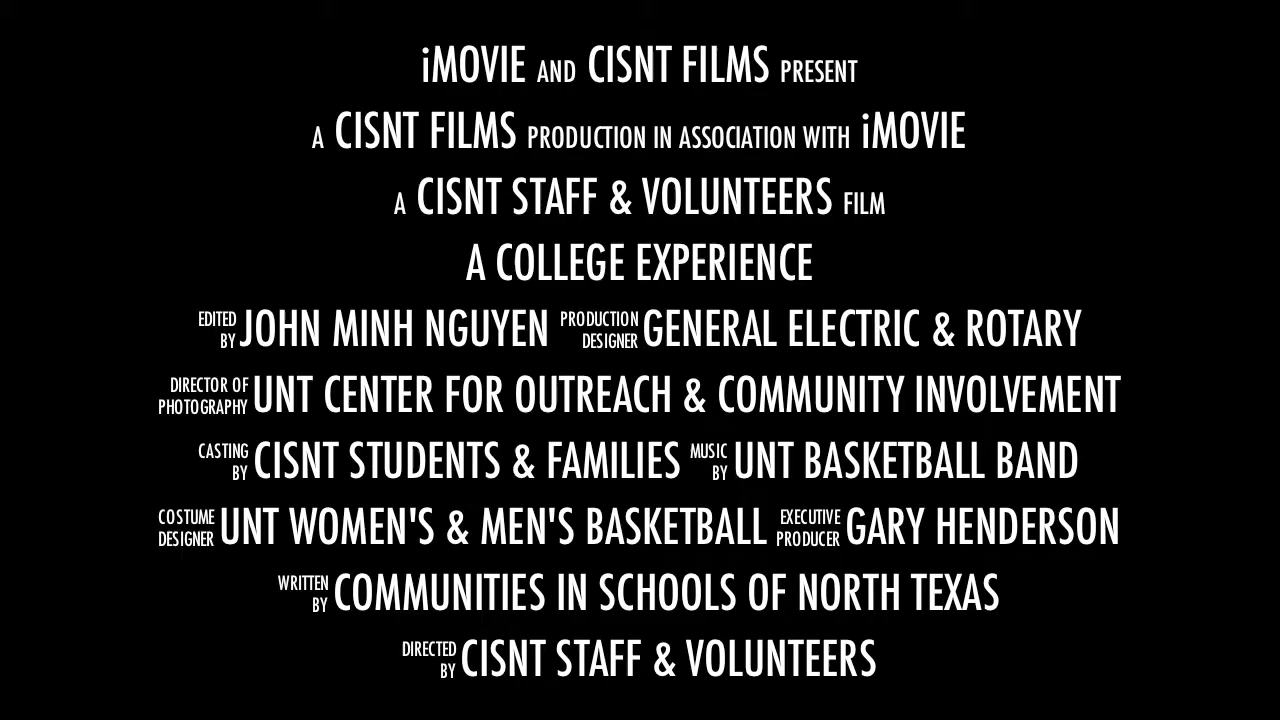 iMOVIE AND CISNT FILMS PRESENT
A CISNT FILMS PRODUCTION IN ASSOCIATION WITH iMOVIE
A CISNT STAFF & VOLUNTEERS FILM
A COLLEGE EXPERIENCE
EDITED BY JOHN MINH NGUYEN PRODUCTION DESIGNER GENERAL ELECTRIC & ROTARY
DIRECTOR OF PHOTOGRAPHY UNT CENTER FOR OUTREACH & COMMUNITY INVOLVEMENT
CASTING BY CISNT STUDENTS & FAMILIES MUSIC BY UNT BASKETBALL BAND
COSTUME DESIGNER UNT WOMEN'S & MEN'S BASKETBALL EXECUTIVE PRODUCER GARY HENDERSON
WRITTEN BY COMMUNITIES IN SCHOOLS OF NORTH TEXAS
DIRECTED BY CISNT STAFF & VOLUNTEERS